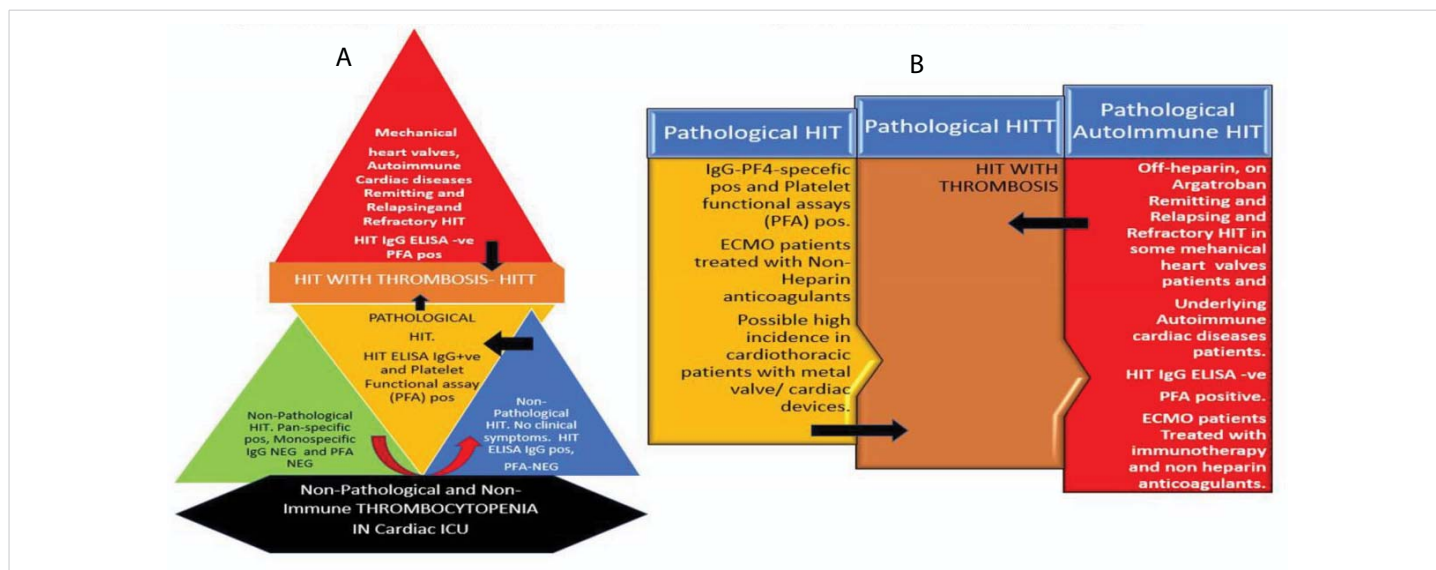 A
Mechanical
heart valves,
Autoimmune
Cardiac diseases
Remitting and
Relapsingand
Refractory HIT
HIT IgG ELISA -ve
PFA pos
HIT WITH THROMBOSIS- HITT
PATHOLOGICAL
HIT.
HIT ELISA IgG+ve
and Platelet
Functional assay
(PFA) pos
Non-Pathological
HIT. Pan-specific
pos, Monospecific
IgG NEG and PFA
NEG
Non-
Pathological
HIT. No clinical
symptoms. HIT
ELISA IgG pos,
PFA-NEG
Non-Pathological and Non-
Immune THROMBOCYTOPENIA
IN Cardiac ICU
B
Pathological HIT
IgG-PF4-specefic
pos and Platelet
functional assays
(PFA) pos.
ECMO patients
treated with Non-
Heparin
anticoagulants
Possible high
incidence in
cardiothoracic
patients with metal
valve/ cardiac
devices.
Pathological HITT
HIT WITH
THROMBOSIS
Pathological
AutoImmune HIT
Off-heparin, on
Argatroban
Remitting and
Relapsing and
Refractory HIT in
some mehanical
heart valves
patients and
Underlying
Autoimmune
cardiac diseases
patients.
HIT IgG ELISA -ve
PFA positive.
ECMO patients
Treated with
immunotherapy
and non heparin
anticoagulants.